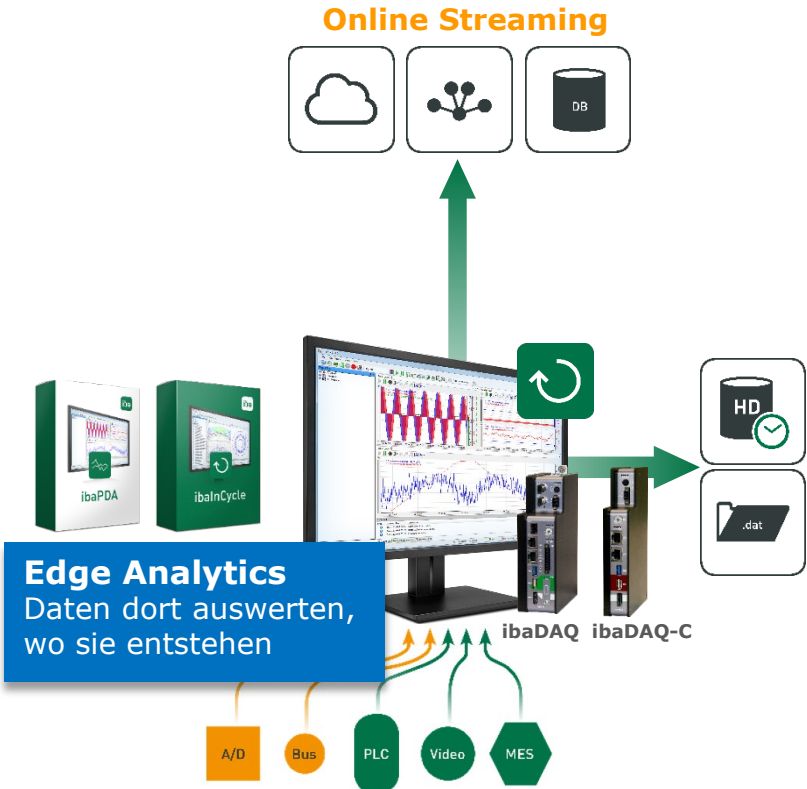 Online Streaming
DB
HD
.dat
iba
iba
ibaPDA
ibaInCycle
Edge Analytics
Daten dort auswerten,
wo sie entstehen
ibaDAQ ibaDAQ-C
A/D
Bus
PLC
Video
MES